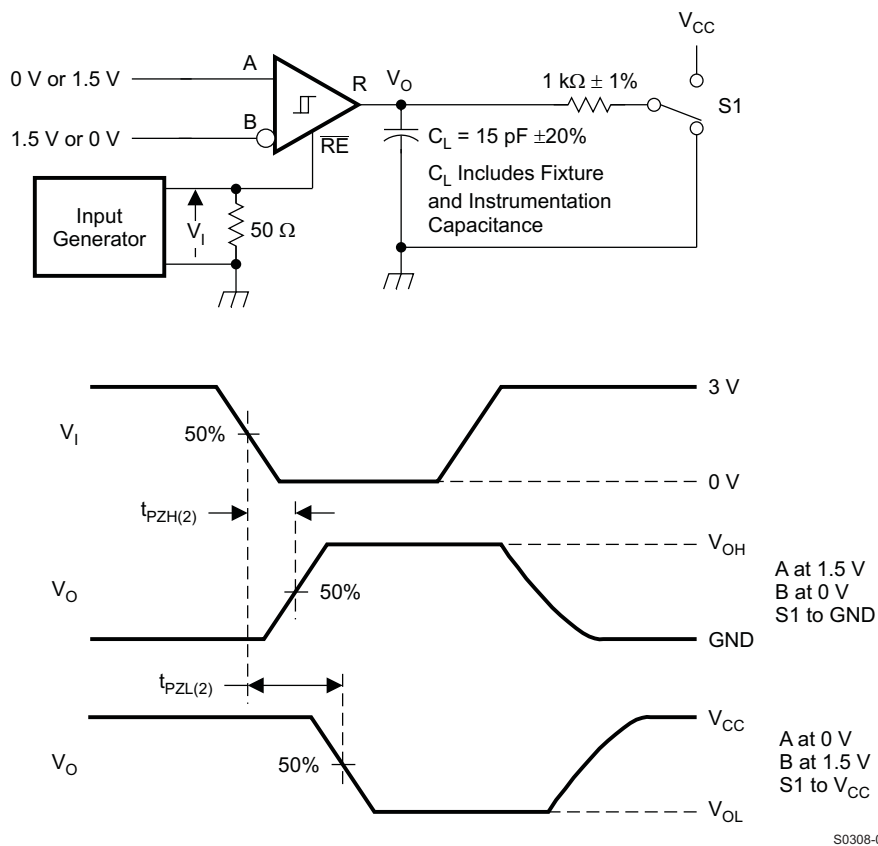 V_CC
A
0 V or 1.5 V
R
V_O
1 kΩ ± 1%
S1
B
1.5 V or 0 V
R̅E̅
C_L = 15 pF ±20%
C_L Includes Fixture
and Instrumentation
Capacitance
Input
Generator
V_I
50 Ω
3 V
V_I
50%
0 V
t_PZH(2)
V_OH
A at 1.5 V
B at 0 V
S1 to GND
V_O
50%
GND
t_PZL(2)
V_CC
A at 0 V
B at 1.5 V
S1 to V_CC
V_O
50%
V_OL